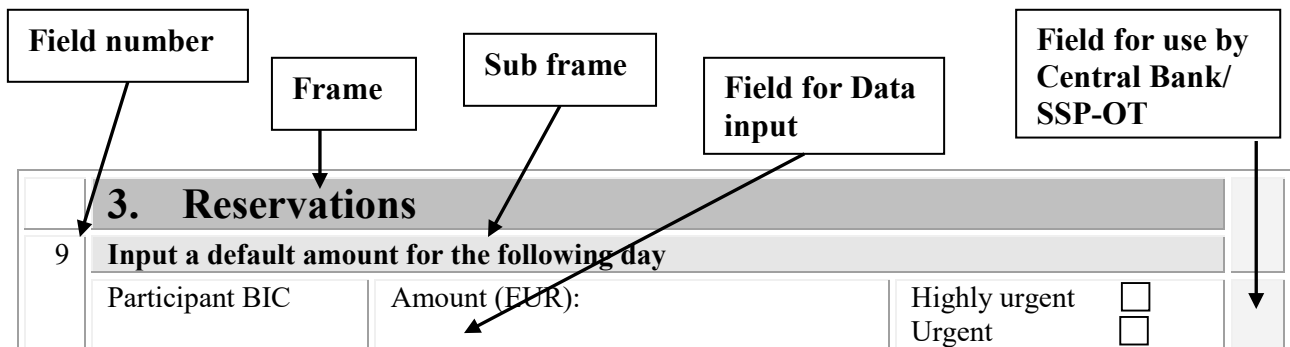 Field number
Frame
Sub frame
Field for Data
input
Field for use by
Central Bank/
SSP-OT
3. Reservations
9 Input a default amount for the following day
Participant BIC Amount (EUR): Highly urgent
Urgent